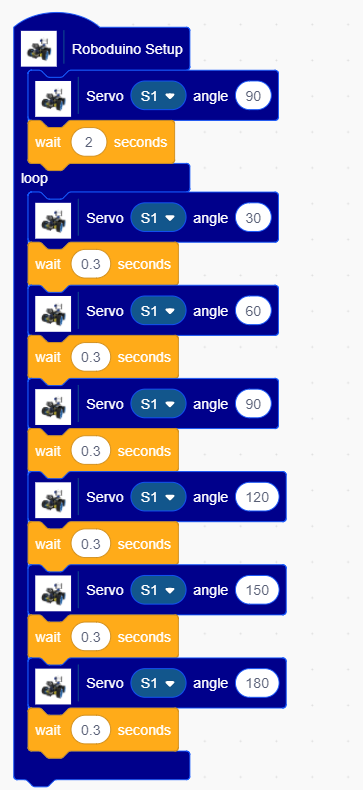 Roboduino Setup
Servo S1 angle 90
wait 2 seconds
loop
Servo S1 angle 30
wait 0.3 seconds
Servo S1 angle 60
wait 0.3 seconds
Servo S1 angle 90
wait 0.3 seconds
Servo S1 angle 120
wait 0.3 seconds
Servo S1 angle 150
wait 0.3 seconds
Servo S1 angle 180
wait 0.3 seconds